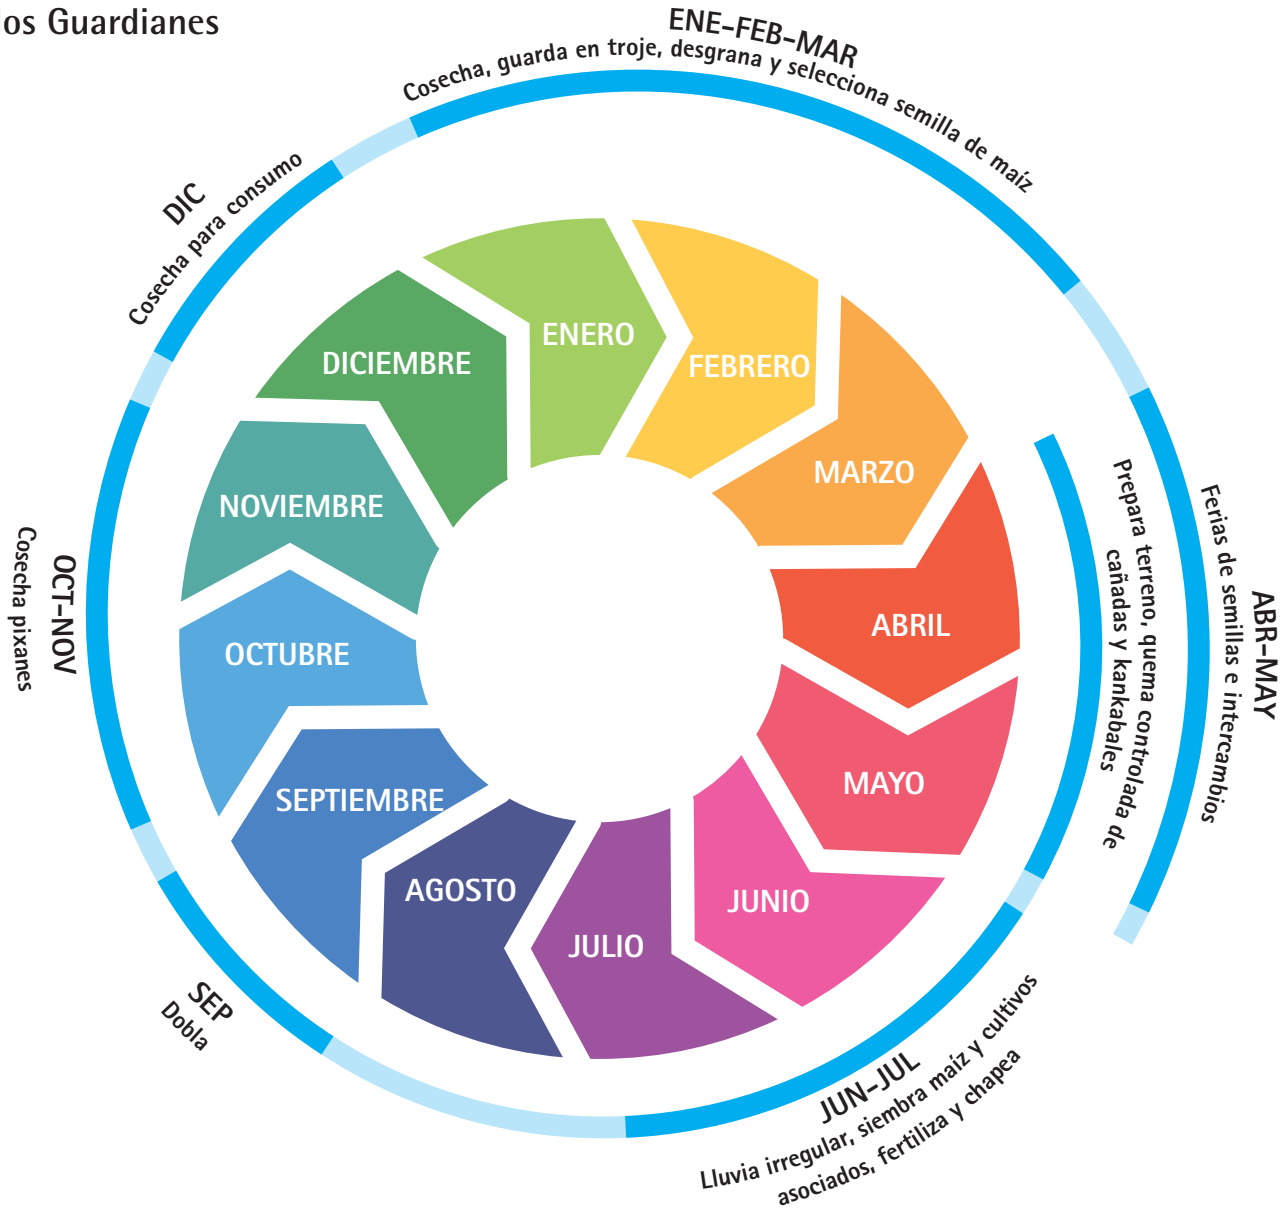 los Guardianes
ENE-FEB-MAR
Cosecha, guarda en troje, desgrana y selecciona semilla de maíz
ABR-MAY
Ferias de semillas e intercambios
Prepara terreno, quema controlada de
cañadas y kankabales
JUN-JUL
Lluvia irregular, siembra maíz y cultivos
asociados, fertiliza y chapea
SEP
Dobla
OCT-NOV
Cosecha pixanes
DIC
Cosecha para consumo
ENERO
FEBRERO
MARZO
ABRIL
MAYO
JUNIO
JULIO
AGOSTO
SEPTIEMBRE
OCTUBRE
NOVIEMBRE
DICIEMBRE